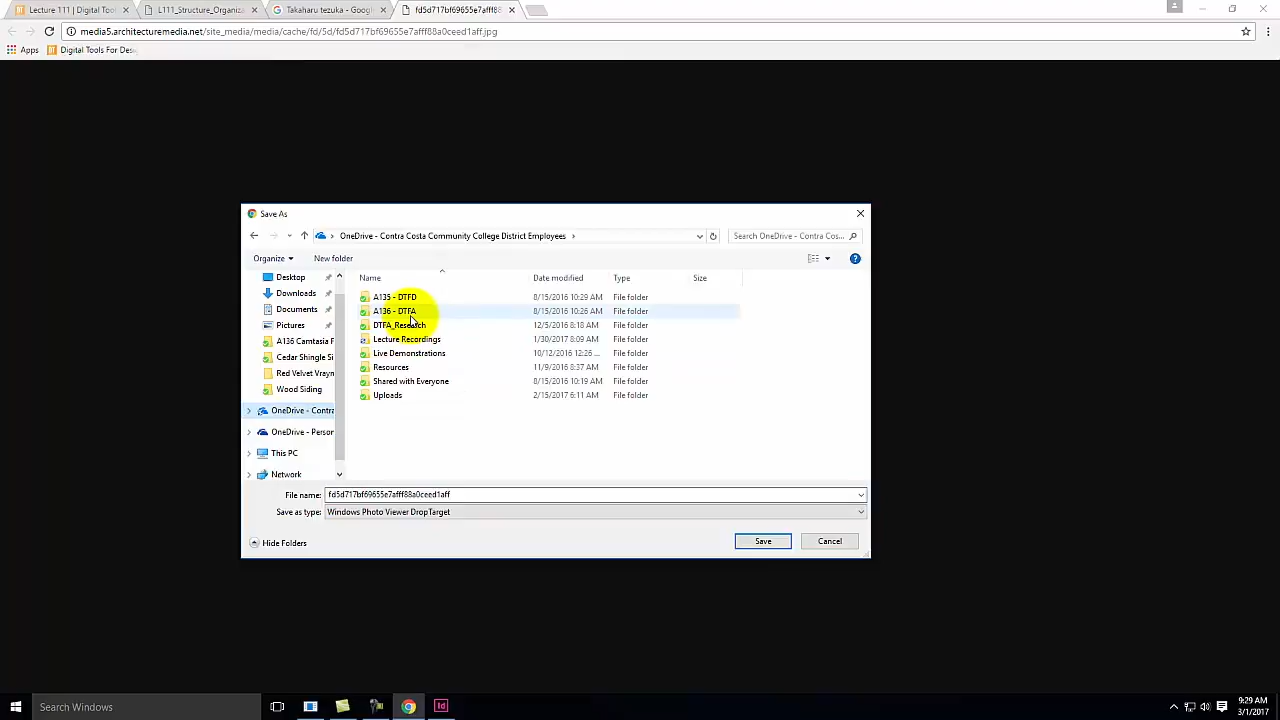 Lecture 111 | Digital Tool
L111_Structure_Organiza
Takaharu tezuka - Googl
fd5d717bf69655e7afff88a
media5.architecturemedia.net/site_media/media/cache/fd/5d/fd5d717bf69655e7afff88a0ceed1aff.jpg
Apps
BT
Digital Tools For Des
Save As
OneDrive - Contra Costa Community College District Employees
Search OneDrive - Contra Cos...
Organize
New folder
Name
Date modified
Type
Size
Desktop
Downloads
Documents
Pictures
A136 Camtasia F
Cedar Shingle Si
Red Velvet Vrayn
Wood Siding
OneDrive - Contra
OneDrive - Person
This PC
Network
A135 - DTFD 8/15/2016 10:29 AM File folder
A136 - DTFA 8/15/2016 10:26 AM File folder
DTFA_Research 12/5/2016 8:18 AM File folder
Lecture Recordings 1/30/2017 8:09 AM File folder
Live Demonstrations 10/12/2016 12:26 ... File folder
Resources 11/9/2016 8:37 AM File folder
Shared with Everyone 8/15/2016 10:19 AM File folder
Uploads 2/15/2017 6:11 AM File folder
File name: fd5d717bf69655e7afff88a0ceed1aff
Save as type: Windows Photo Viewer DropTarget
Hide Folders
Save
Cancel
Search Windows
Id
9:29 AM
3/1/2017